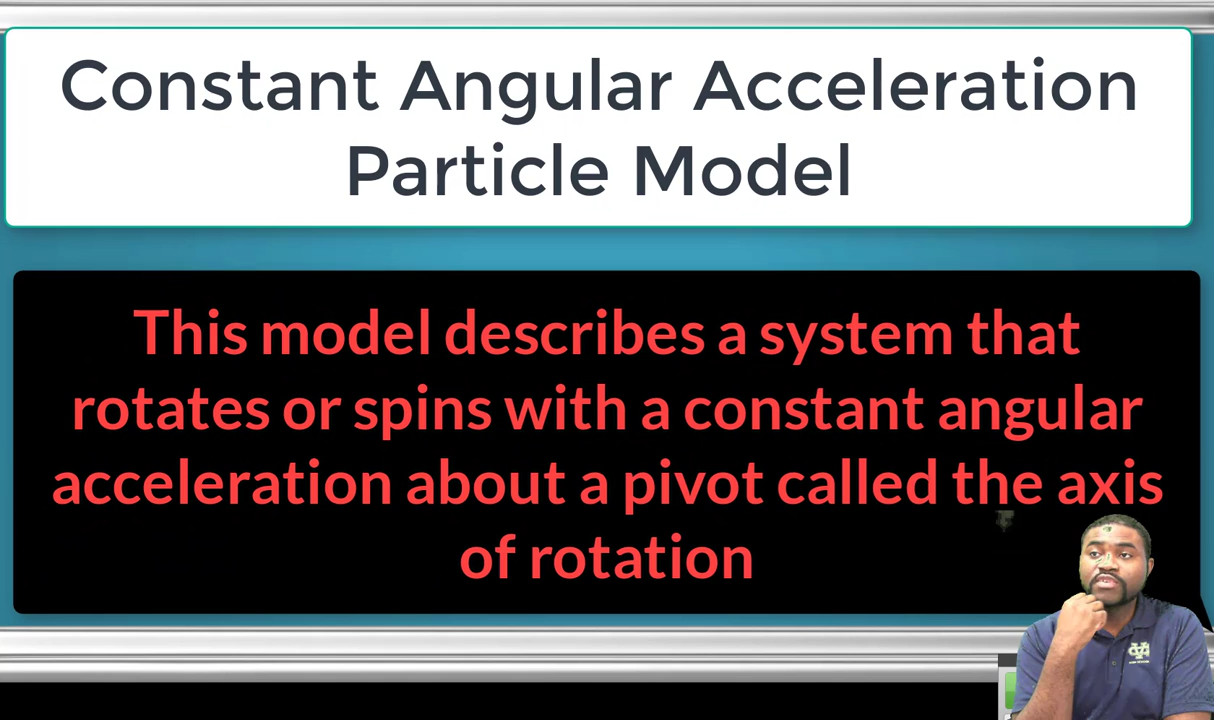 Constant Angular Acceleration
Particle Model
This model describes a system that
rotates or spins with a constant angular
acceleration about a pivot called the axis
of rotation